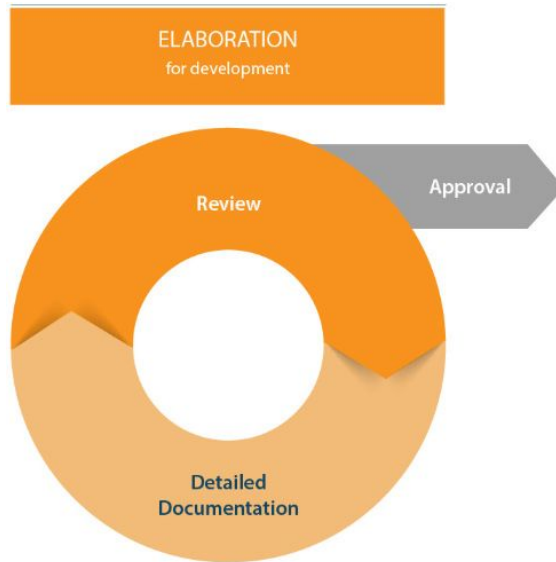 ELABORATION
for development
Approval
Review
Detailed
Documentation